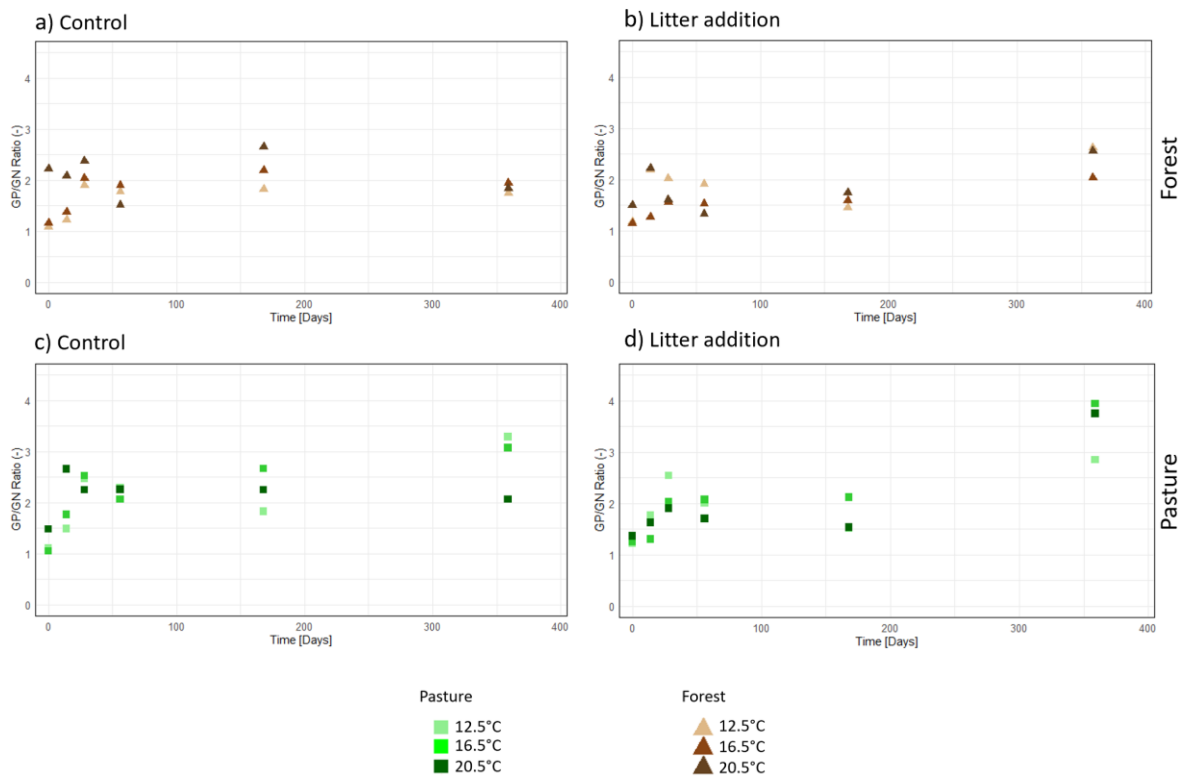 a) Control
b) Litter addition
GP/GN Ratio (-)
4
3
2
1
0
0 100 200 300 400
Time [Days]
GP/GN Ratio (-)
4
3
2
1
0
0 100 200 300 400
Time [Days]
Forest
c) Control
d) Litter addition
GP/GN Ratio (-)
4
3
2
1
0
0 100 200 300 400
Time [Days]
GP/GN Ratio (-)
4
3
2
1
0
0 100 200 300 400
Time [Days]
Pasture
Pasture
12.5°C
16.5°C
20.5°C
Forest
12.5°C
16.5°C
20.5°C